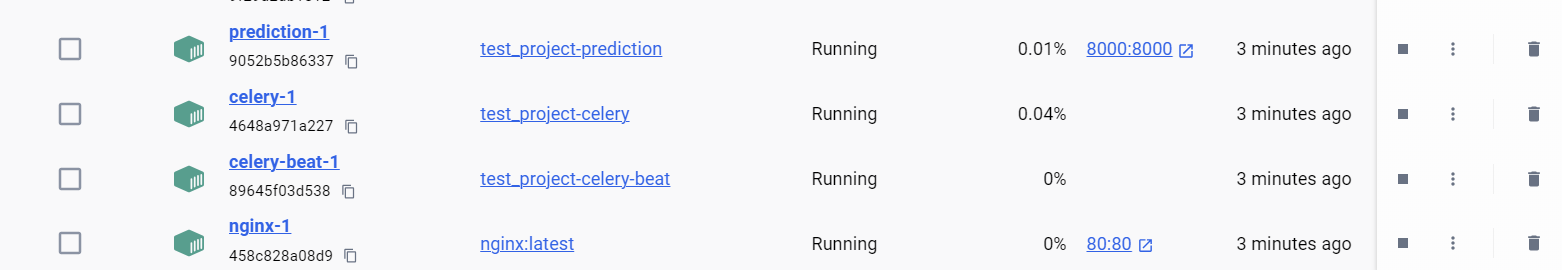 prediction-1
9052b5b86337
test_project-prediction
Running
0.01%
8000:8000
3 minutes ago
celery-1
4648a971a227
test_project-celery
Running
0.04%
3 minutes ago
celery-beat-1
89645f03d538
test_project-celery-beat
Running
0%
3 minutes ago
nginx-1
458c828a08d9
nginx:latest
Running
0%
80:80
3 minutes ago